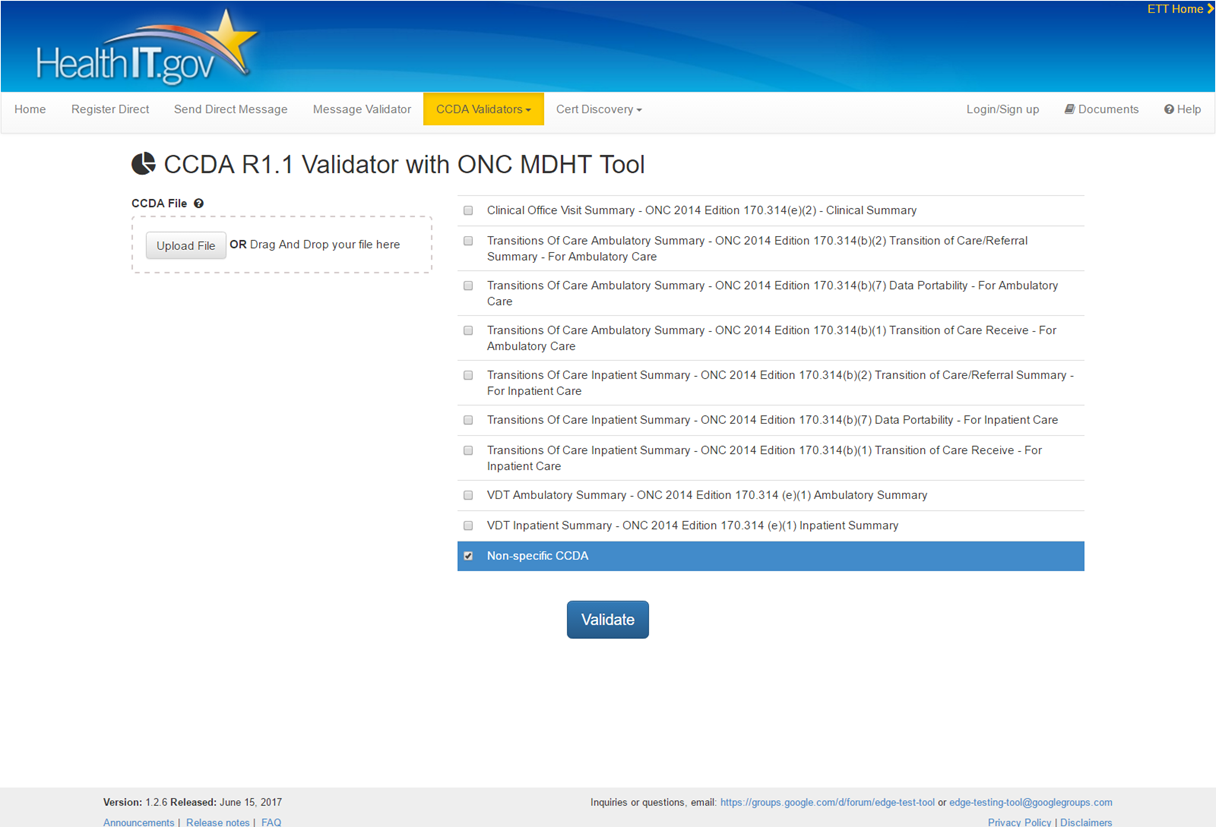 ETT Home
HealthIT.gov
Home Register Direct Send Direct Message Message Validator CCDA Validators Cert Discovery Login/Sign up Documents Help
CCDA R1.1 Validator with ONC MDHT Tool
CCDA File
Upload File OR Drag And Drop your file here
Clinical Office Visit Summary - ONC 2014 Edition 170.314(e)(2) - Clinical Summary
Transitions Of Care Ambulatory Summary - ONC 2014 Edition 170.314(b)(2) Transition of Care/Referral
Summary - For Ambulatory Care
Transitions Of Care Ambulatory Summary - ONC 2014 Edition 170.314(b)(7) Data Portability - For Ambulatory
Care
Transitions Of Care Ambulatory Summary - ONC 2014 Edition 170.314(b)(1) Transition of Care Receive - For
Ambulatory Care
Transitions Of Care Inpatient Summary - ONC 2014 Edition 170.314(b)(2) Transition of Care/Referral Summary -
For Inpatient Care
Transitions Of Care Inpatient Summary - ONC 2014 Edition 170.314(b)(7) Data Portability - For Inpatient Care
Transitions Of Care Inpatient Summary - ONC 2014 Edition 170.314(b)(1) Transition of Care Receive - For
Inpatient Care
VDT Ambulatory Summary - ONC 2014 Edition 170.314 (e)(1) Ambulatory Summary
VDT Inpatient Summary - ONC 2014 Edition 170.314 (e)(1) Inpatient Summary
Non-specific CCDA
Validate
Version: 1.2.6 Released: June 15, 2017
Inquiries or questions, email: https://groups.google.com/d/forum/edge-test-tool or edge-testing-tool@googlegroups.com
Announcements | Release notes | FAQ
Privacy Policy | Disclaimers